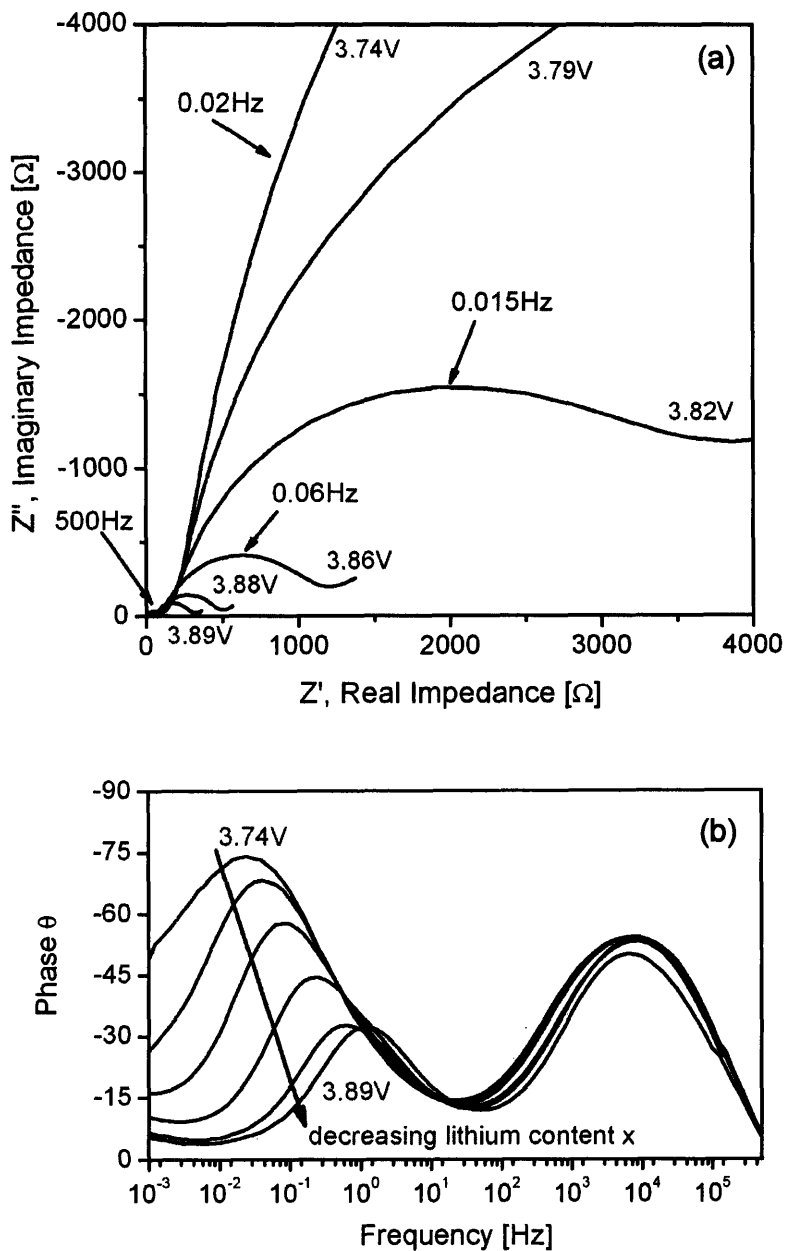 (a)
-4000
-3000
-2000
-1000
0
3.74V
3.79V
0.02Hz
0.015Hz
3.82V
0.06Hz
500Hz
3.86V
3.88V
3.89V
0 1000 2000 3000 4000
Z'', Imaginary Impedance [Ω]
Z', Real Impedance [Ω]
(b)
-90
-75
-60
-45
-30
-15
0
3.74V
3.89V
decreasing lithium content x
10⁻³ 10⁻² 10⁻¹ 10⁰ 10¹ 10² 10³ 10⁴ 10⁵
Phase θ
Frequency [Hz]